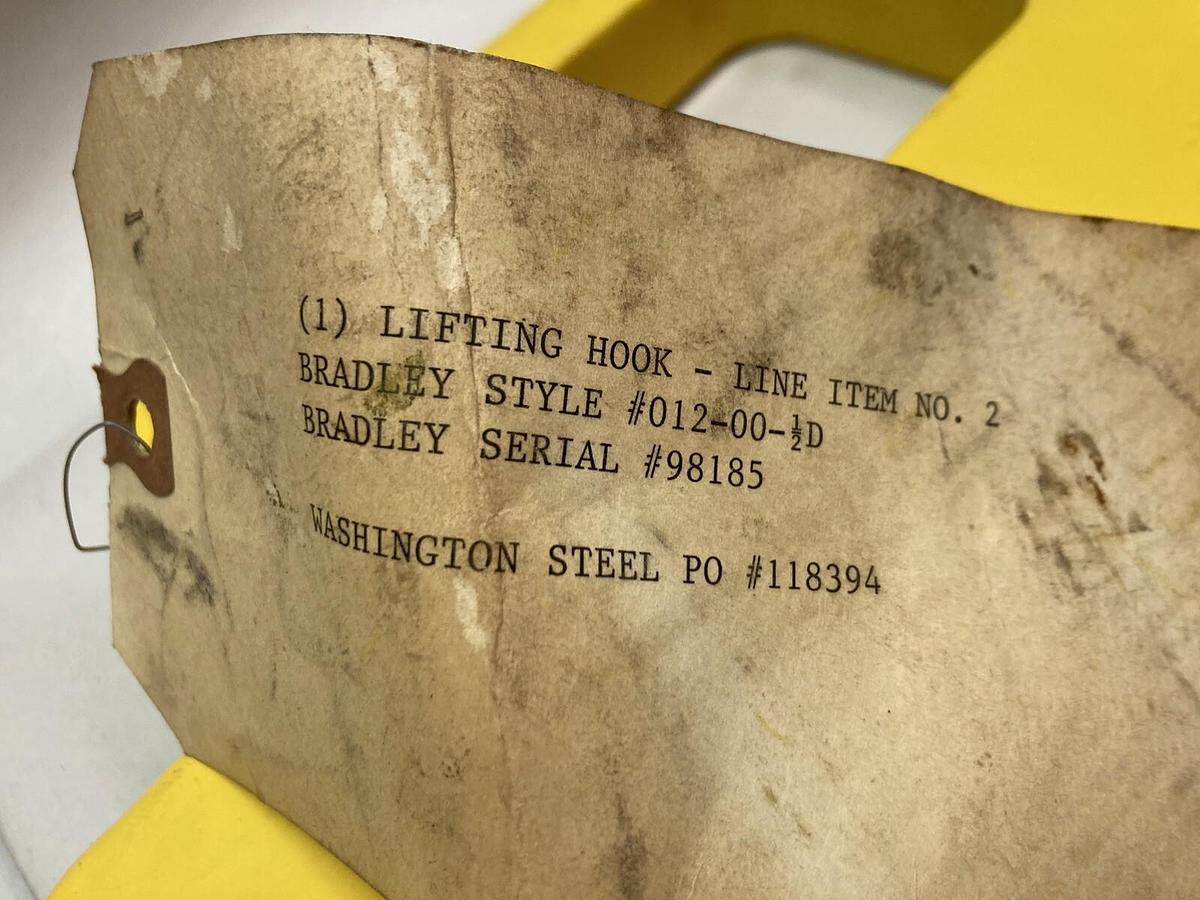 (1) LIFTING HOOK - LINE ITEM NO. 2
BRADLEY STYLE #012-00-½D
BRADLEY SERIAL #98185
WASHINGTON STEEL PO #118394